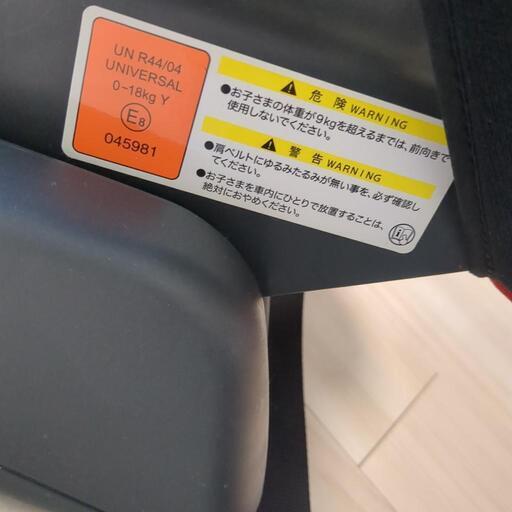 UN R44/04
UNIVERSAL
0-18kg Y
E8
045981
危険 WARNING
●お子さまの体重が9kgを超えるまでは、前向きで
使用しないでください。
警告 WARNING
●肩ベルトにゆるみたるみが無い事を、必ず確認し
てください。
●お子さまを車内にひとりで放置することは、
絶対におやめください。